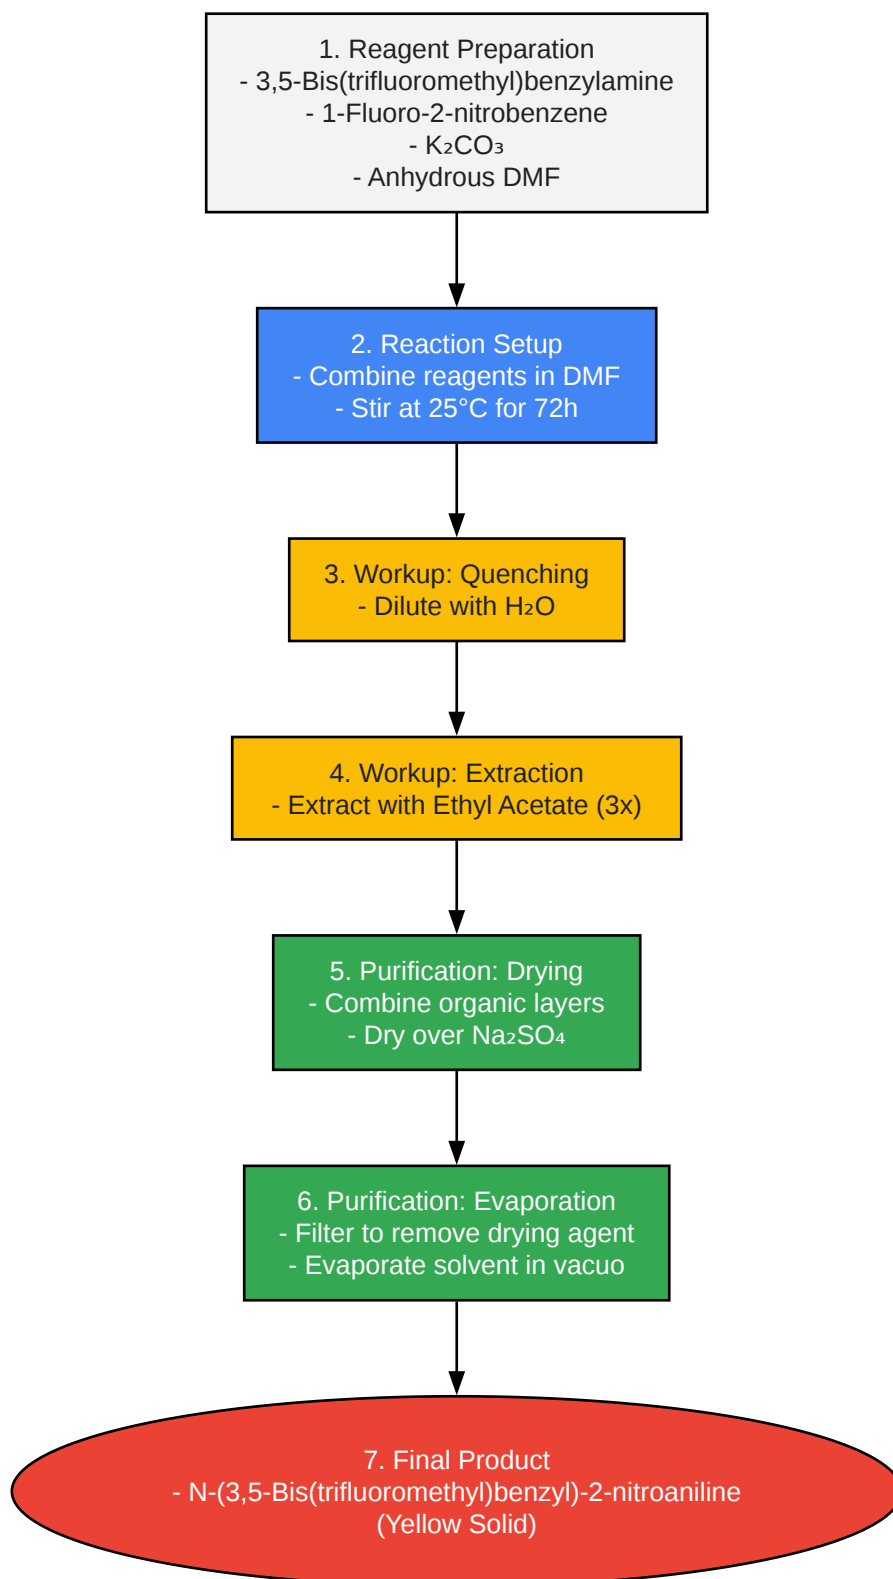 1. Reagent Preparation
- 3,5-Bis(trifluoromethyl)benzylamine
- 1-Fluoro-2-nitrobenzene
- K₂CO₃
- Anhydrous DMF
2. Reaction Setup
- Combine reagents in DMF
- Stir at 25°C for 72h
3. Workup: Quenching
- Dilute with H₂O
4. Workup: Extraction
- Extract with Ethyl Acetate (3x)
5. Purification: Drying
- Combine organic layers
- Dry over Na₂SO₄
6. Purification: Evaporation
- Filter to remove drying agent
- Evaporate solvent in vacuo
7. Final Product
- N-(3,5-Bis(trifluoromethyl)benzyl)-2-nitroaniline
(Yellow Solid)